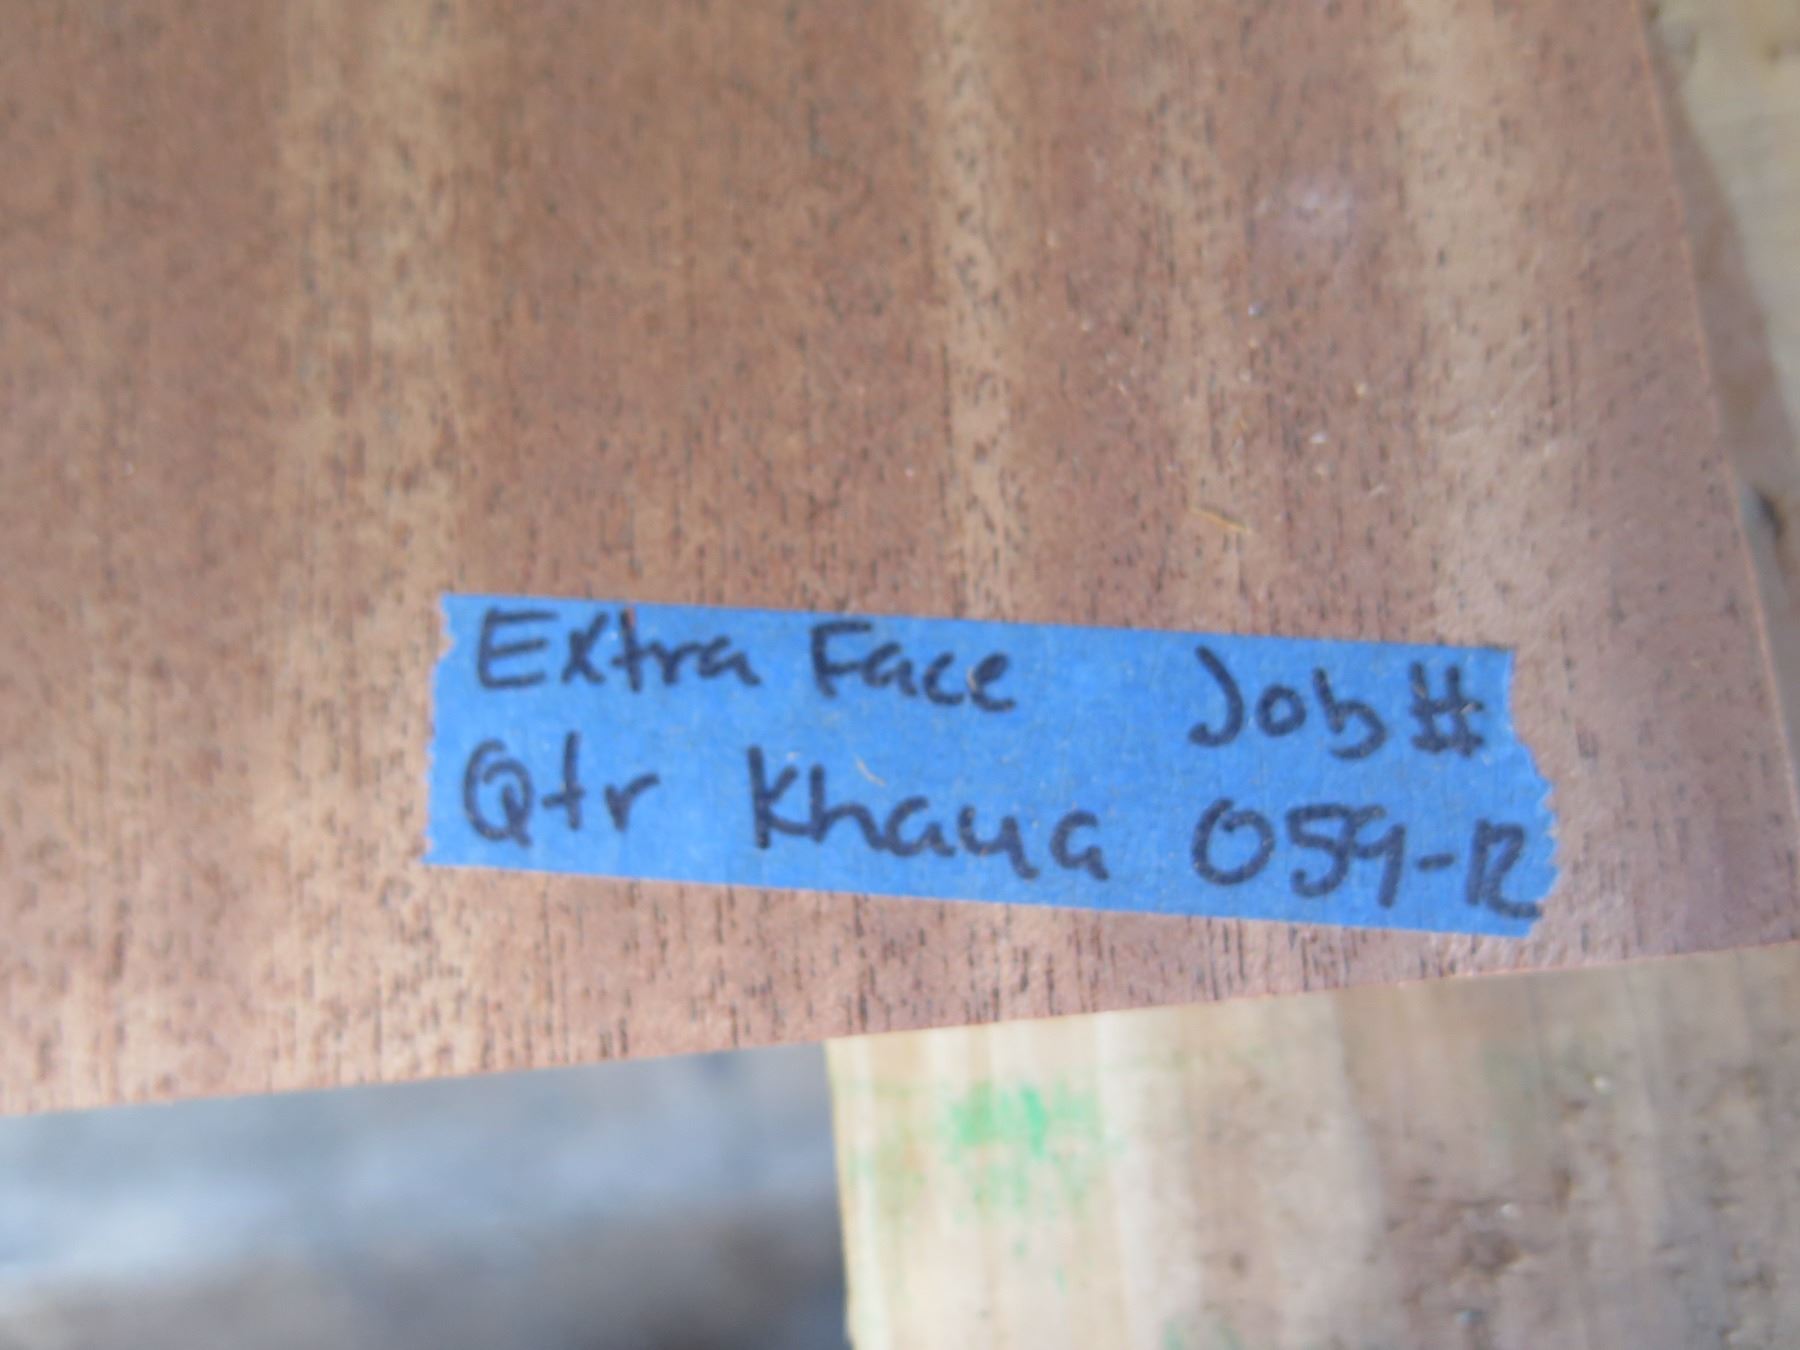 Extra Face Job #
Qtr Khaya 059-12